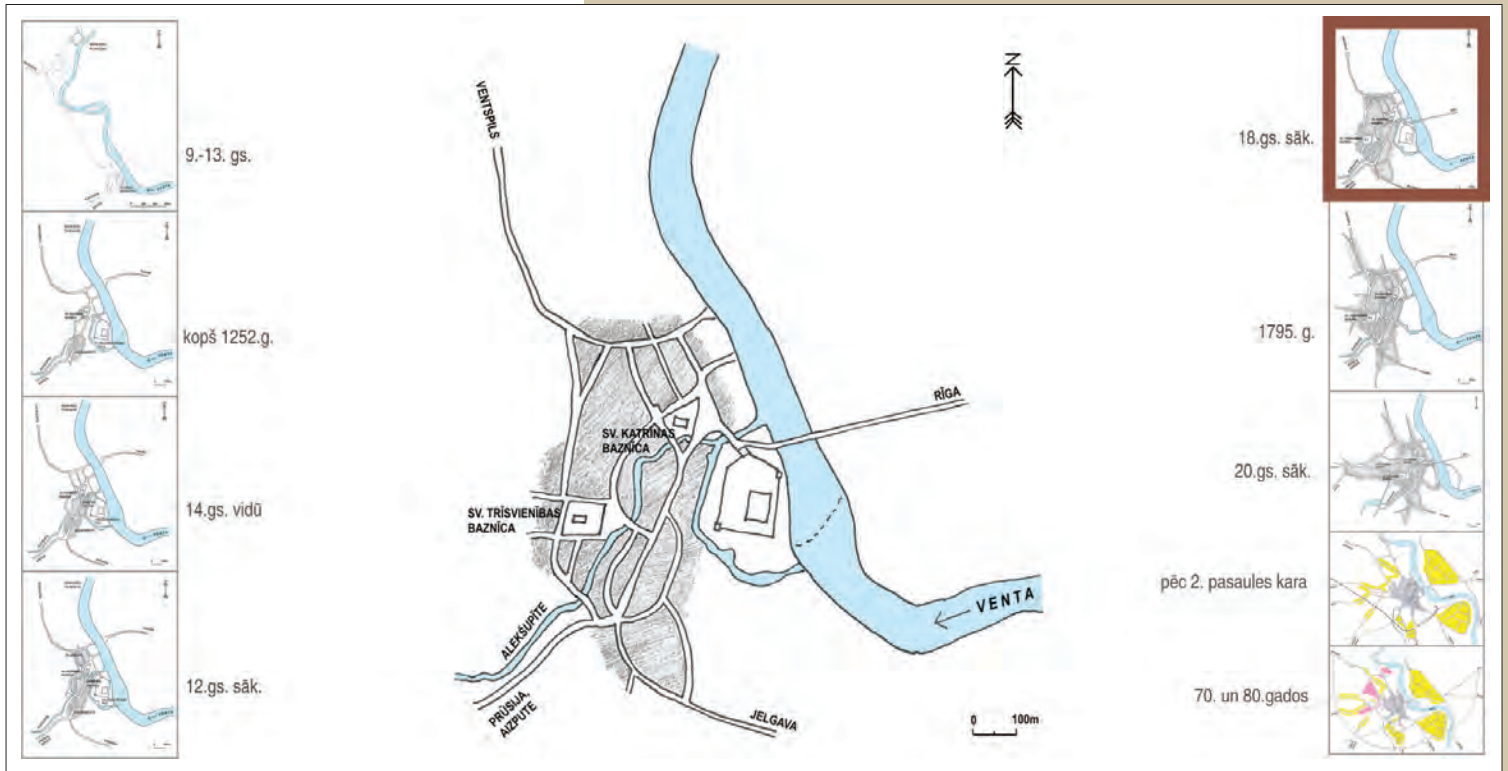 9.-13. gs.
kopš 1252.g.
14.gs. vidū
12.gs. sāk.
VENTSPILS
N
RĪGA
SV. KATRĪNAS
BAZNĪCA
SV. TRĪSVIENĪBAS
BAZNĪCA
VENTA
ALEKŠUPĪTE
PRŪSIJA,
AIZPUTE
JELGAVA
0 100m
18.gs. sāk.
1795. g.
20.gs. sāk.
pēc 2. pasaules kara
70. un 80.gados